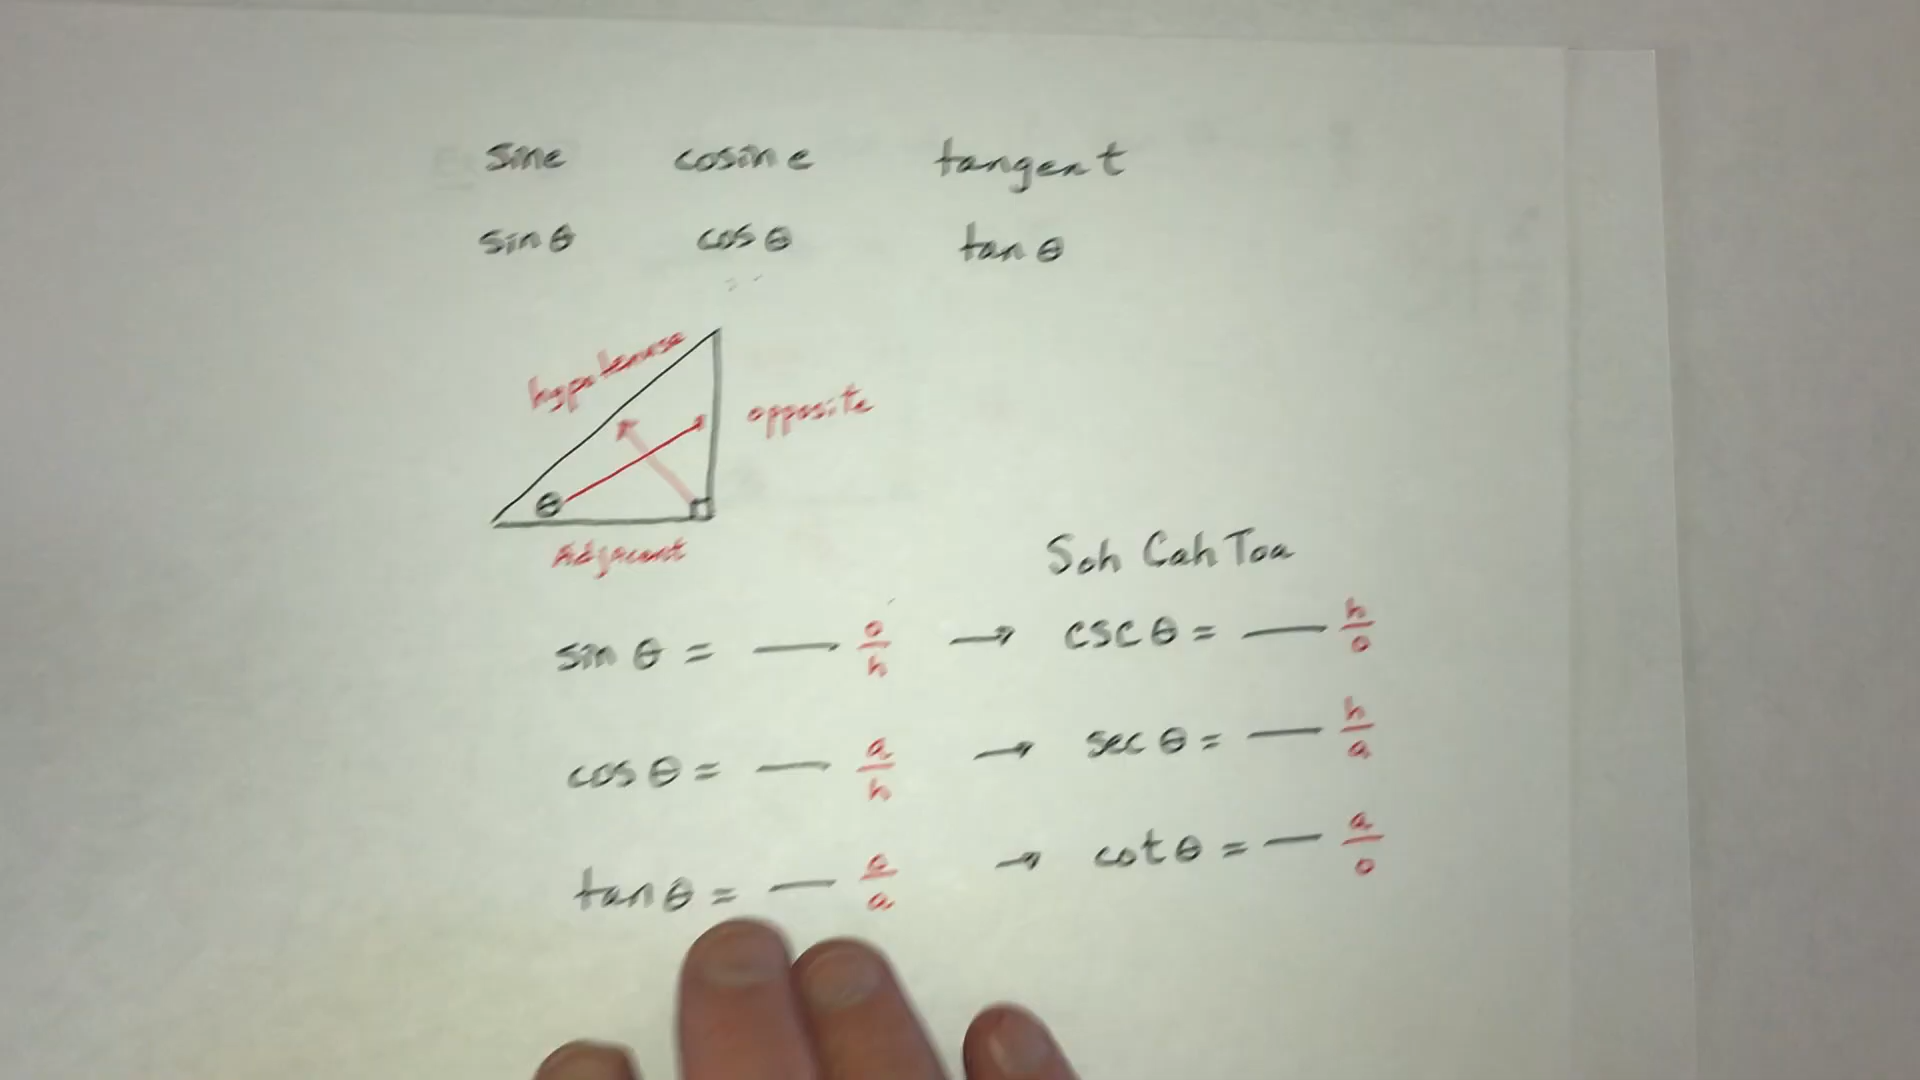 sine cosine tangent
sin θ cos θ tan θ
hypotenuse
opposite
θ
Adjacent
Soh Cah Toa
sin θ = — o/h → csc θ = — h/o
cos θ = — a/h → sec θ = — h/a
tan θ = — o/a → cot θ = — a/o